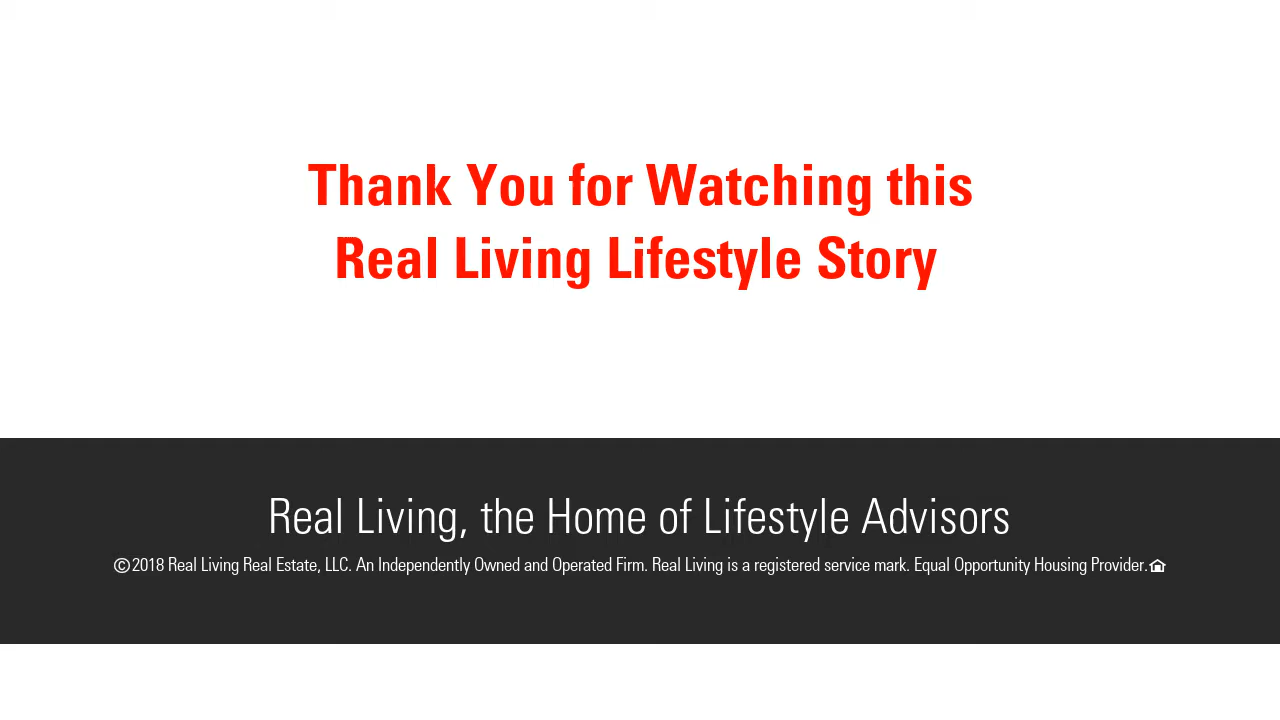 Thank You for Watching this
Real Living Lifestyle Story
Real Living, the Home of Lifestyle Advisors
©2018 Real Living Real Estate, LLC. An Independently Owned and Operated Firm. Real Living is a registered service mark. Equal Opportunity Housing Provider.